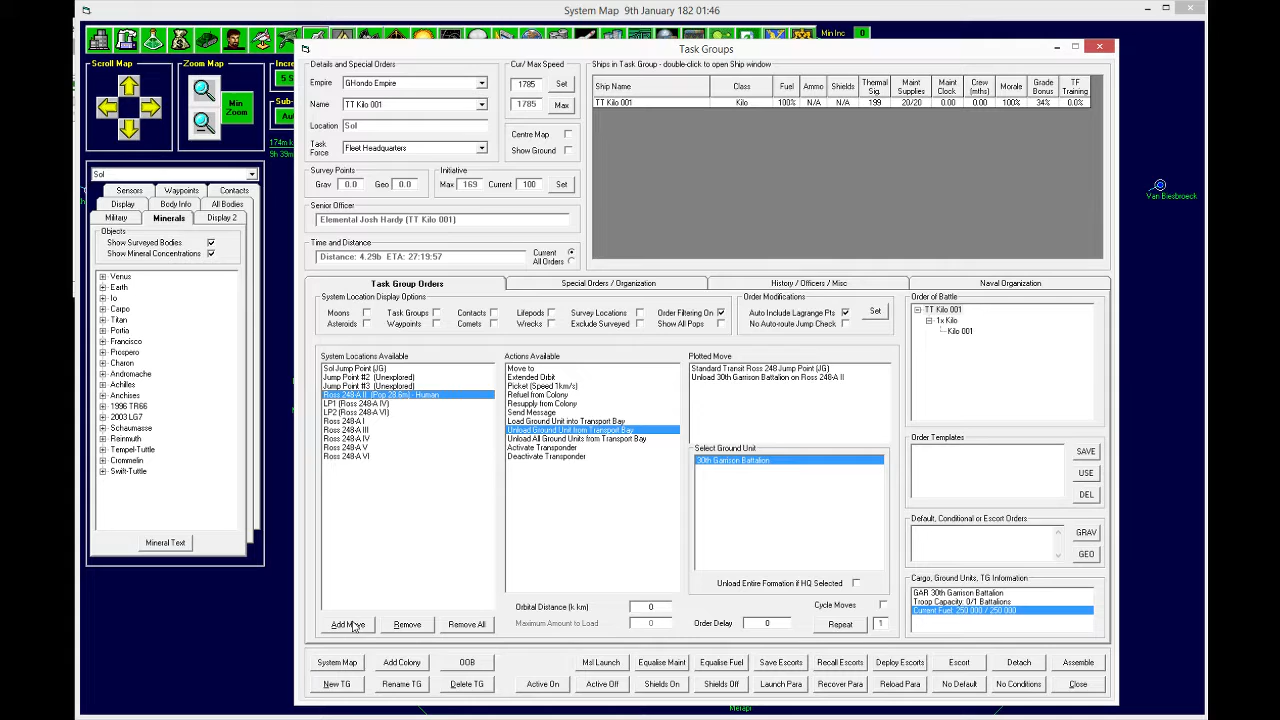 System Map   9th January 182 01:46
Min Inc
0
Task Groups
Scroll Map
Zoom Map
Min
Zoom
5 S
174m k
Sol
Sensors
Waypoints
Contacts
Display
Body Info
All Bodies
Military
Minerals
Display 2
Objects
Show Surveyed Bodies
Show Mineral Concentrations
Venus
Earth
Io
Carpo
Titan
Portia
Francisco
Prospero
Charon
Andromache
Achilles
Anchises
1996 TR66
2003 LG7
Schaumasse
Reinmuth
Tempel-Tuttle
Crommelin
Swift-Tuttle
Mineral Text
Details and Special Orders
Empire
GHondo Empire
Name
TT Kilo 001
Location
Sol
Task
Force
Fleet Headquarters
Cur/ Max Speed
1785
Set
1785
Max
Centre Map
Show Ground
Survey Points
Grav
0.0
Geo
0.0
Initiative
Max
169
Current
100
Set
Senior Officer
Elemental Josh Hardy (TT Kilo 001)
Time and Distance
Distance: 4.29b  ETA: 27:19:57
Current
All Orders
Ships in Task Group - double-click to open Ship window
Ship Name
Class
Fuel
Ammo
Shields
Thermal Sig.
Maint Supplies
Maint Clock
Crew (mths)
Morale
Grade Bonus
TF Training
TT Kilo 001
Kilo
100%
N/A
N/A
199
20/20
0.00
0.00
100%
34%
0.0%
Van Biesbroeck
Task Group Orders
Special Orders / Organization
History / Officers / Misc
Naval Organization
System Location Display Options
Moons
Task Groups
Contacts
Lifepods
Survey Locations
Order Filtering On
Asteroids
Waypoints
Comets
Wrecks
Exclude Surveyed
Show All Pops
Order Modifications
Auto Include Lagrange Pts
Set
No Auto-route Jump Check
Order of Battle
TT Kilo 001
1x Kilo
Kilo 001
System Locations Available
Sol Jump Point (JG)
Jump Point #2  (Unexplored)
Jump Point #3  (Unexplored)
Ross 248-A II  (Pop 28.6m) - Human
LP1 (Ross 248-A IV)
LP2 (Ross 248-A VI)
Ross 248-A I
Ross 248-A III
Ross 248-A IV
Ross 248-A V
Ross 248-A VI
Actions Available
Move to
Extended Orbit
Picket (Speed 1km/s)
Refuel from Colony
Resupply from Colony
Send Message
Load Ground Unit into Transport Bay
Unload Ground Unit from Transport Bay
Unload All Ground Units from Transport Bay
Activate Transponder
Deactivate Transponder
Plotted Move
Standard Transit Ross 248 Jump Point (JG)
Unload 30th Garrison Battalion on Ross 248-A II
Select Ground Unit
30th Garrison Battalion
Unload Entire Formation if HQ Selected
Orbital Distance (k km)
0
Cycle Moves
Add Move
Remove
Remove All
Maximum Amount to Load
0
Order Delay
0
Repeat
1
Order Templates
SAVE
USE
DEL
Default, Conditional or Escort Orders
GRAV
GEO
Cargo, Ground Units, TG Information
GAR 30th Garrison Battalion
Troop Capacity: 0/1 Battalions
Current Fuel: 250 000 / 250 000
System Map
Add Colony
OOB
Msl Launch
Equalise Maint
Equalise Fuel
Save Escorts
Recall Escorts
Deploy Escorts
Escort
Detach
Assemble
New TG
Rename TG
Delete TG
Active On
Active Off
Shields On
Shields Off
Launch Para
Recover Para
Reload Para
No Default
No Conditions
Close
Merapi